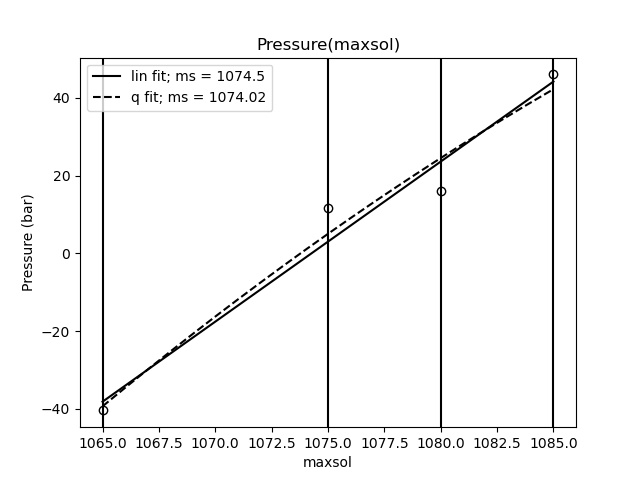 Pressure(maxsol)
lin fit; ms = 1074.5
q fit; ms = 1074.02
Pressure (bar)
40
20
0
−20
−40
1065.0 1067.5 1070.0 1072.5 1075.0 1077.5 1080.0 1082.5 1085.0
maxsol